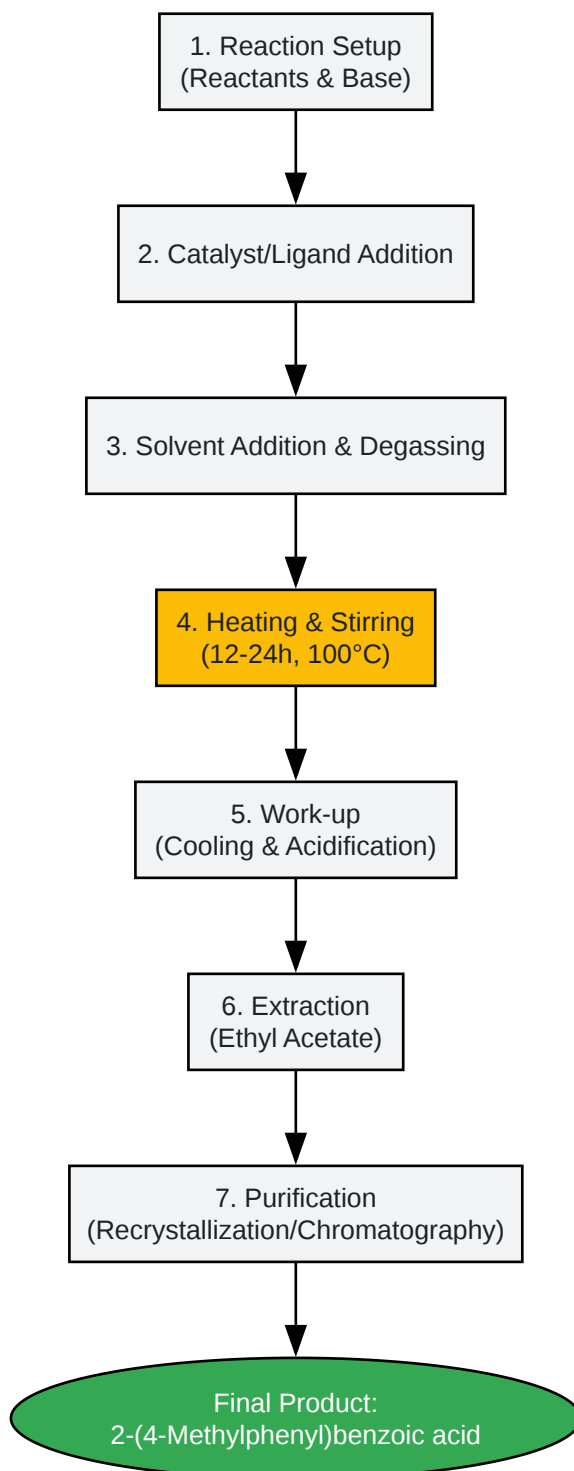 1. Reaction Setup
(Reactants & Base)
2. Catalyst/Ligand Addition
3. Solvent Addition & Degassing
4. Heating & Stirring
(12-24h, 100°C)
5. Work-up
(Cooling & Acidification)
6. Extraction
(Ethyl Acetate)
7. Purification
(Recrystallization/Chromatography)
Final Product:
2-(4-Methylphenyl)benzoic acid